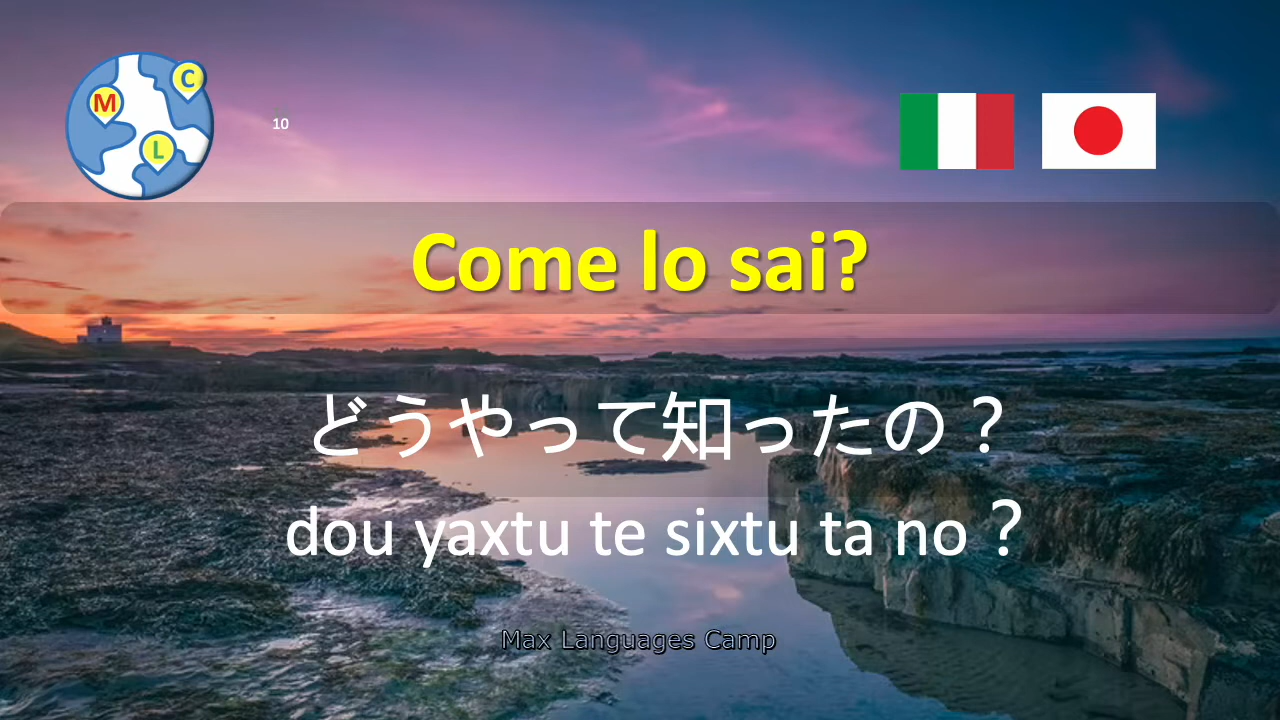 M
C
L
10
Come lo sai?
どうやって知ったの？
dou yaxtu te sixtu ta no？
Max Languages Camp